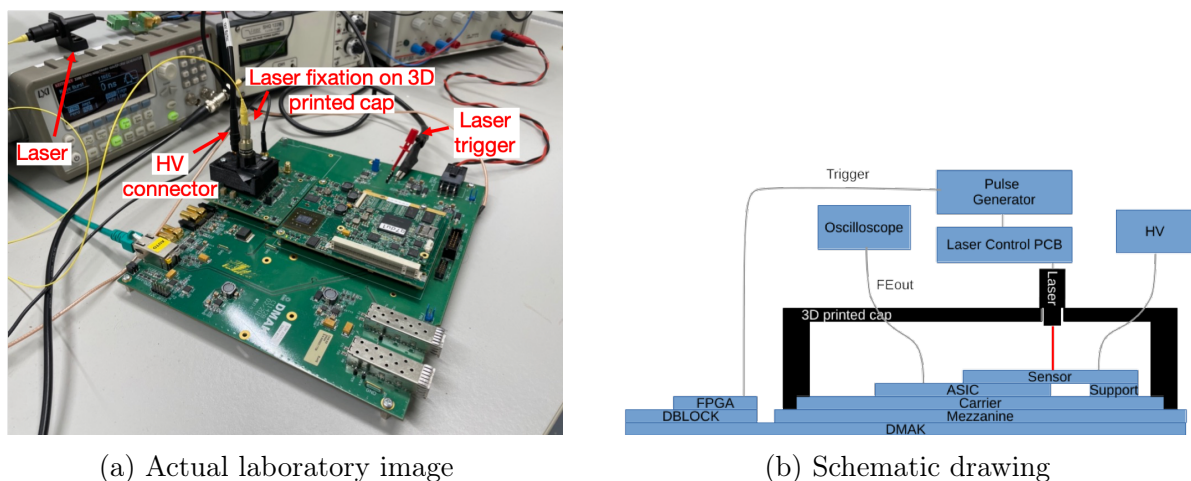 Laser fixation on 3D
printed cap
Laser
trigger
Laser
HV
connector
DMAK
Trigger
Pulse
Generator
Oscilloscope
Laser Control PCB
HV
FEout
Laser
3D printed cap
Sensor
ASIC
Support
FPGA
Carrier
DBLOCK
Mezzanine
DMAK
(a) Actual laboratory image
(b) Schematic drawing